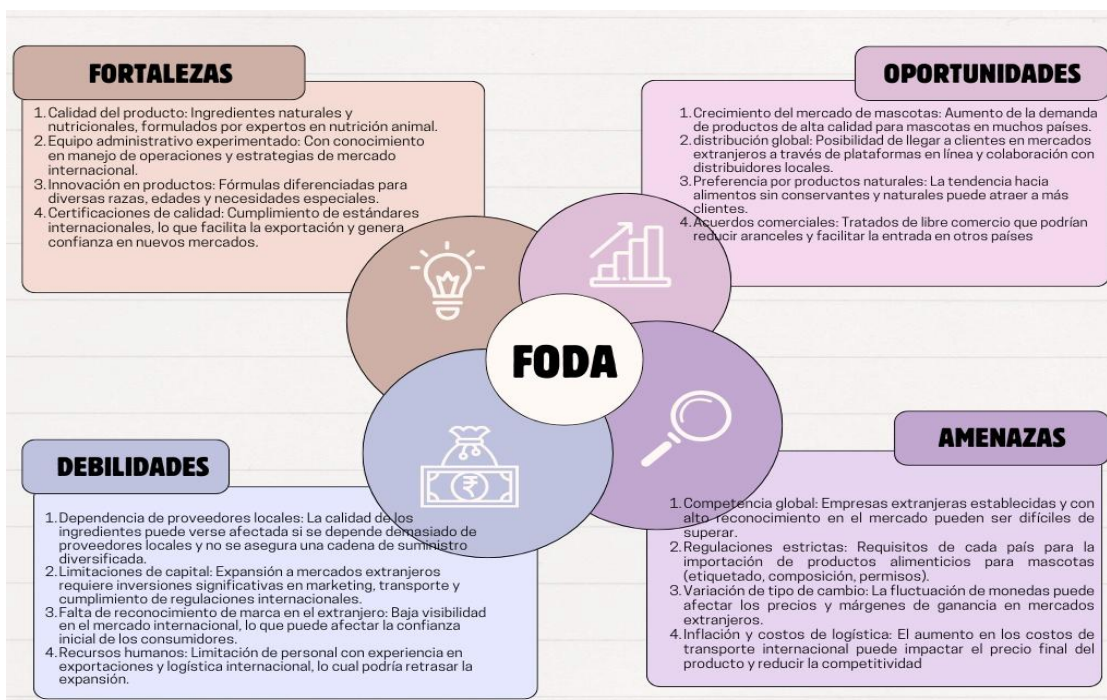 FORTALEZAS
1. Calidad del producto: Ingredientes naturales y
nutricionales, formulados por expertos en nutrición animal.
2. Equipo administrativo experimentado: Con conocimiento
en manejo de operaciones y estrategias de mercado
internacional.
3. Innovación en productos: Fórmulas diferenciadas para
diversas razas, edades y necesidades especiales.
4. Certificaciones de calidad: Cumplimiento de estándares
internacionales, lo que facilita la exportación y genera
confianza en nuevos mercados.
OPORTUNIDADES
1. Crecimiento del mercado de mascotas: Aumento de la demanda
de productos de alta calidad para mascotas en muchos países.
2. distribución global: Posibilidad de llegar a clientes en mercados
extranjeros a través de plataformas en línea y colaboración con
distribuidores locales.
3. Preferencia por productos naturales: La tendencia hacia
alimentos sin conservantes y naturales puede atraer a más
clientes.
4. Acuerdos comerciales: Tratados de libre comercio que podrían
reducir aranceles y facilitar la entrada en otros países
FODA
DEBILIDADES
1. Dependencia de proveedores locales: La calidad de los
ingredientes puede verse afectada si se depende demasiado de
proveedores locales y no se asegura una cadena de suministro
diversificada.
2. Limitaciones de capital: Expansión a mercados extranjeros
requiere inversiones significativas en marketing, transporte y
cumplimiento de regulaciones internacionales.
3. Falta de reconocimiento de marca en el extranjero: Baja visibilidad
en el mercado internacional, lo que puede afectar la confianza
inicial de los consumidores.
4. Recursos humanos: Limitación de personal con experiencia en
exportaciones y logística internacional, lo cual podría retrasar la
expansión.
AMENAZAS
1. Competencia global: Empresas extranjeras establecidas y con
alto reconocimiento en el mercado pueden ser difíciles de
superar.
2. Regulaciones estrictas: Requisitos de cada país para la
importación de productos alimenticios para mascotas
(etiquetado, composición, permisos).
3. Variación de tipo de cambio: La fluctuación de monedas puede
afectar los precios y márgenes de ganancia en mercados
extranjeros.
4. Inflación y costos de logística: El aumento en los costos de
transporte internacional puede impactar el precio final del
producto y reducir la competitividad